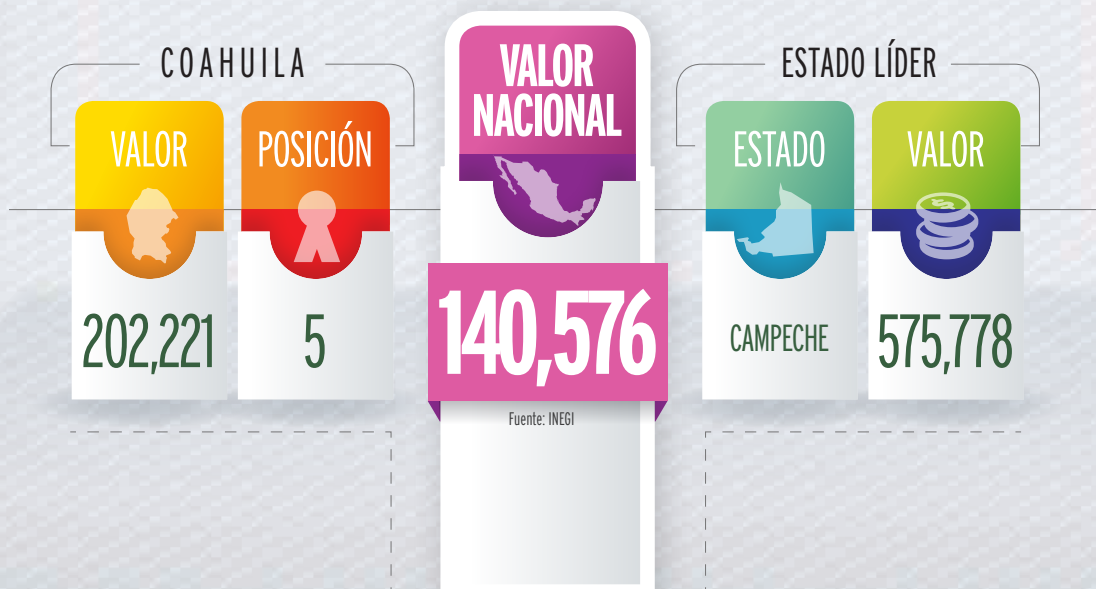 COAHUILA
VALOR
POSICIÓN
202,221
5
VALOR
NACIONAL
140,576
Fuente: INEGI
ESTADO LÍDER
ESTADO
VALOR
$
CAMPECHE
575,778